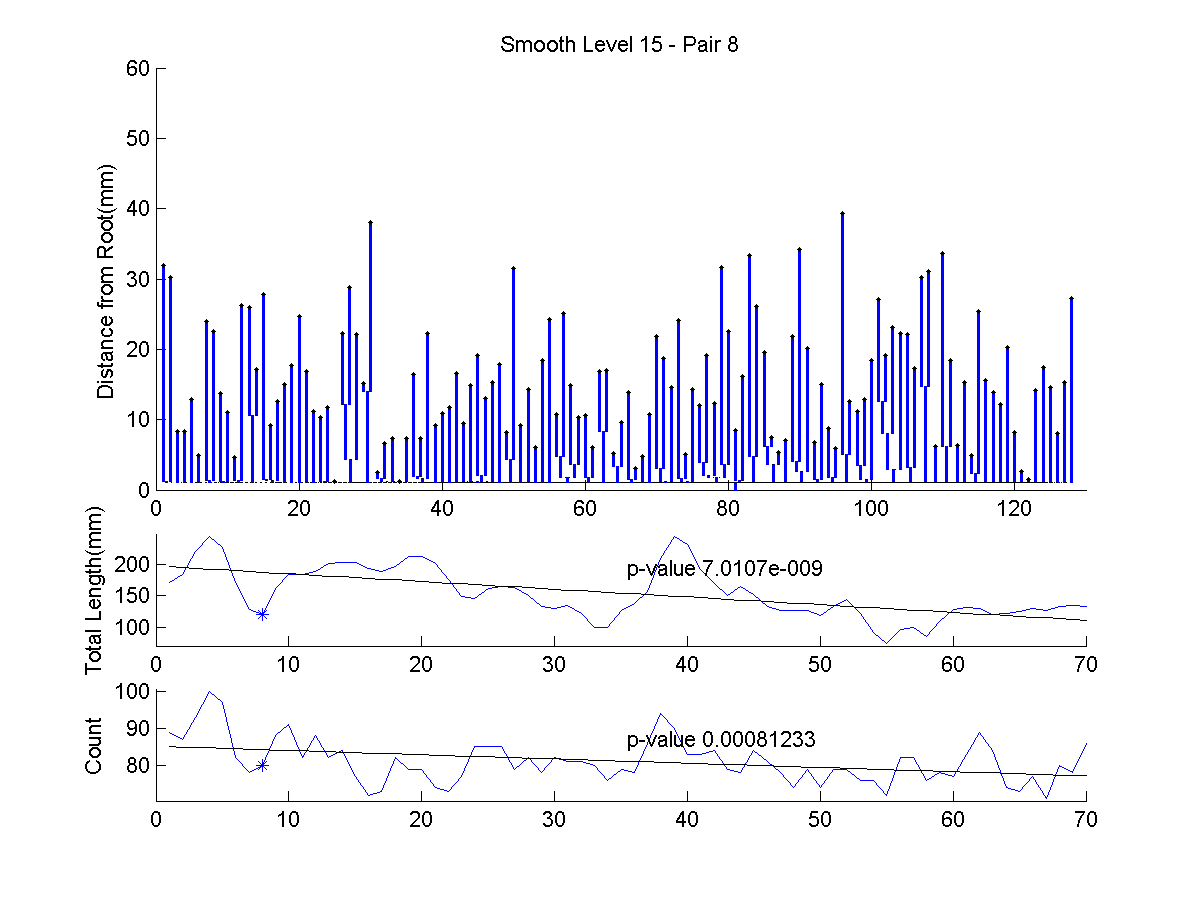 Smooth Level 15 - Pair 8
Distance from Root(mm)
60
50
40
30
20
10
0
0 20 40 60 80 100 120
Total Length(mm)
200
150
100
p-value 7.0107e-009
0 10 20 30 40 50 60 70
Count
100
90
80
p-value 0.00081233
0 10 20 30 40 50 60 70